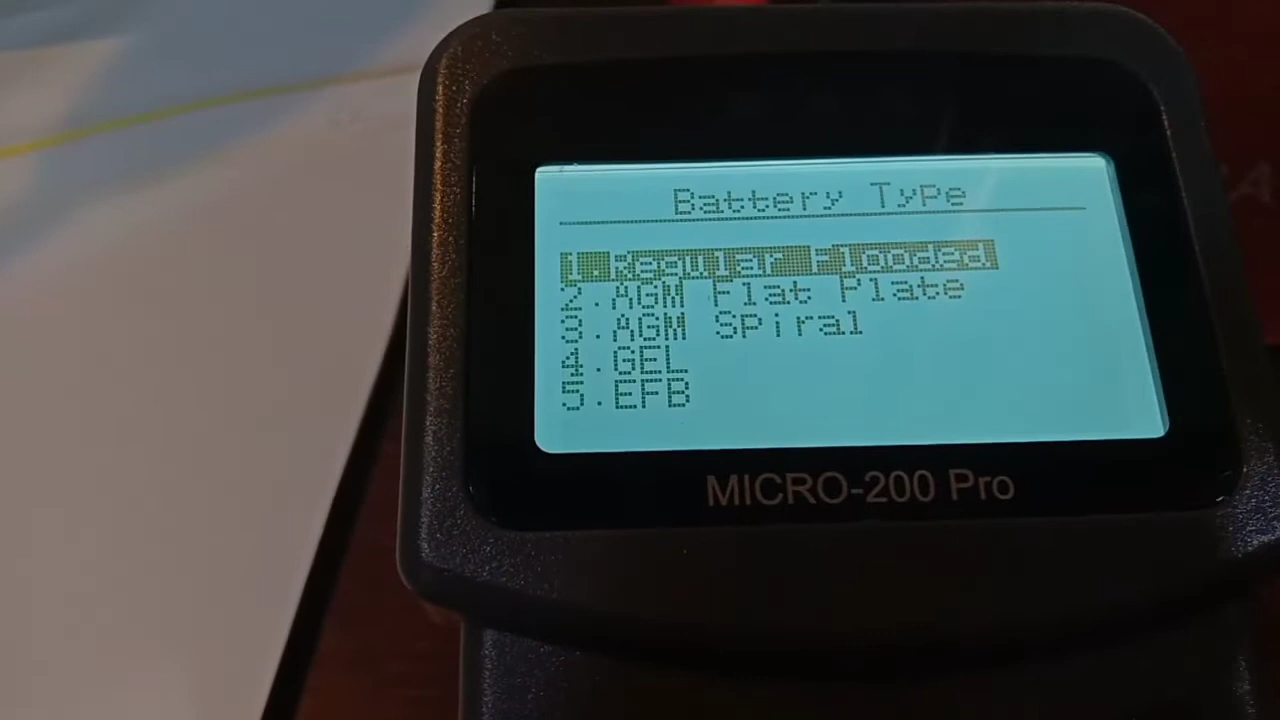 Battery Type
1.Regular Flooded
2.AGM Flat Plate
3.AGM Spiral
4.GEL
5.EFB
MICRO-200 Pro